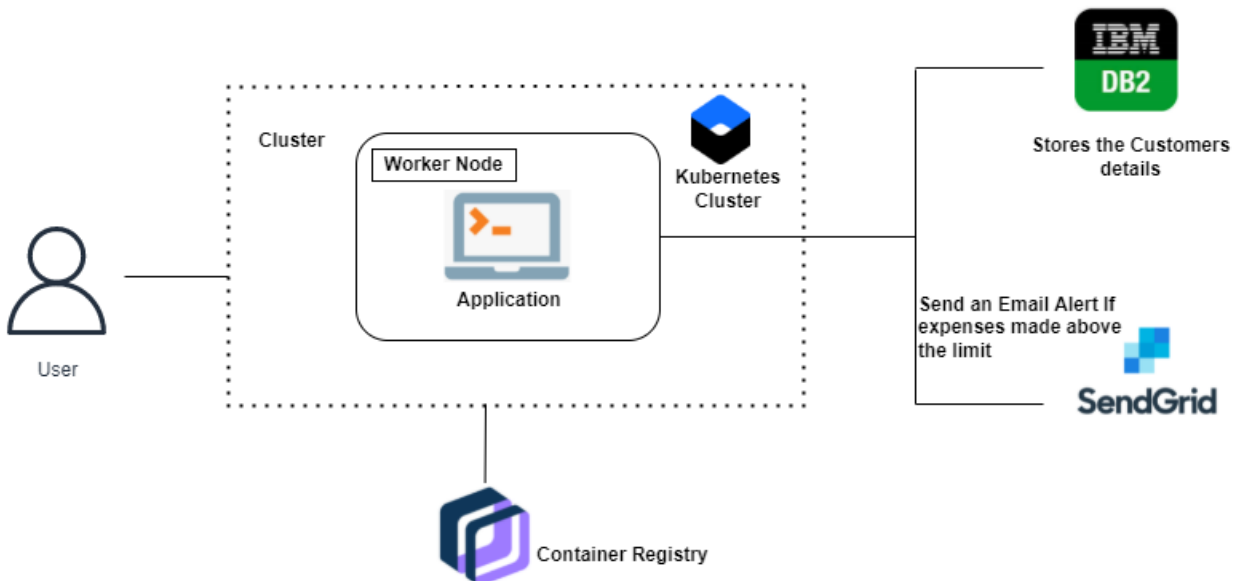 IBM
DB2
Stores the Customers
details
Cluster
Worker Node
Kubernetes
Cluster
Application
User
Send an Email Alert If
expenses made above
the limit
SendGrid
Container Registry